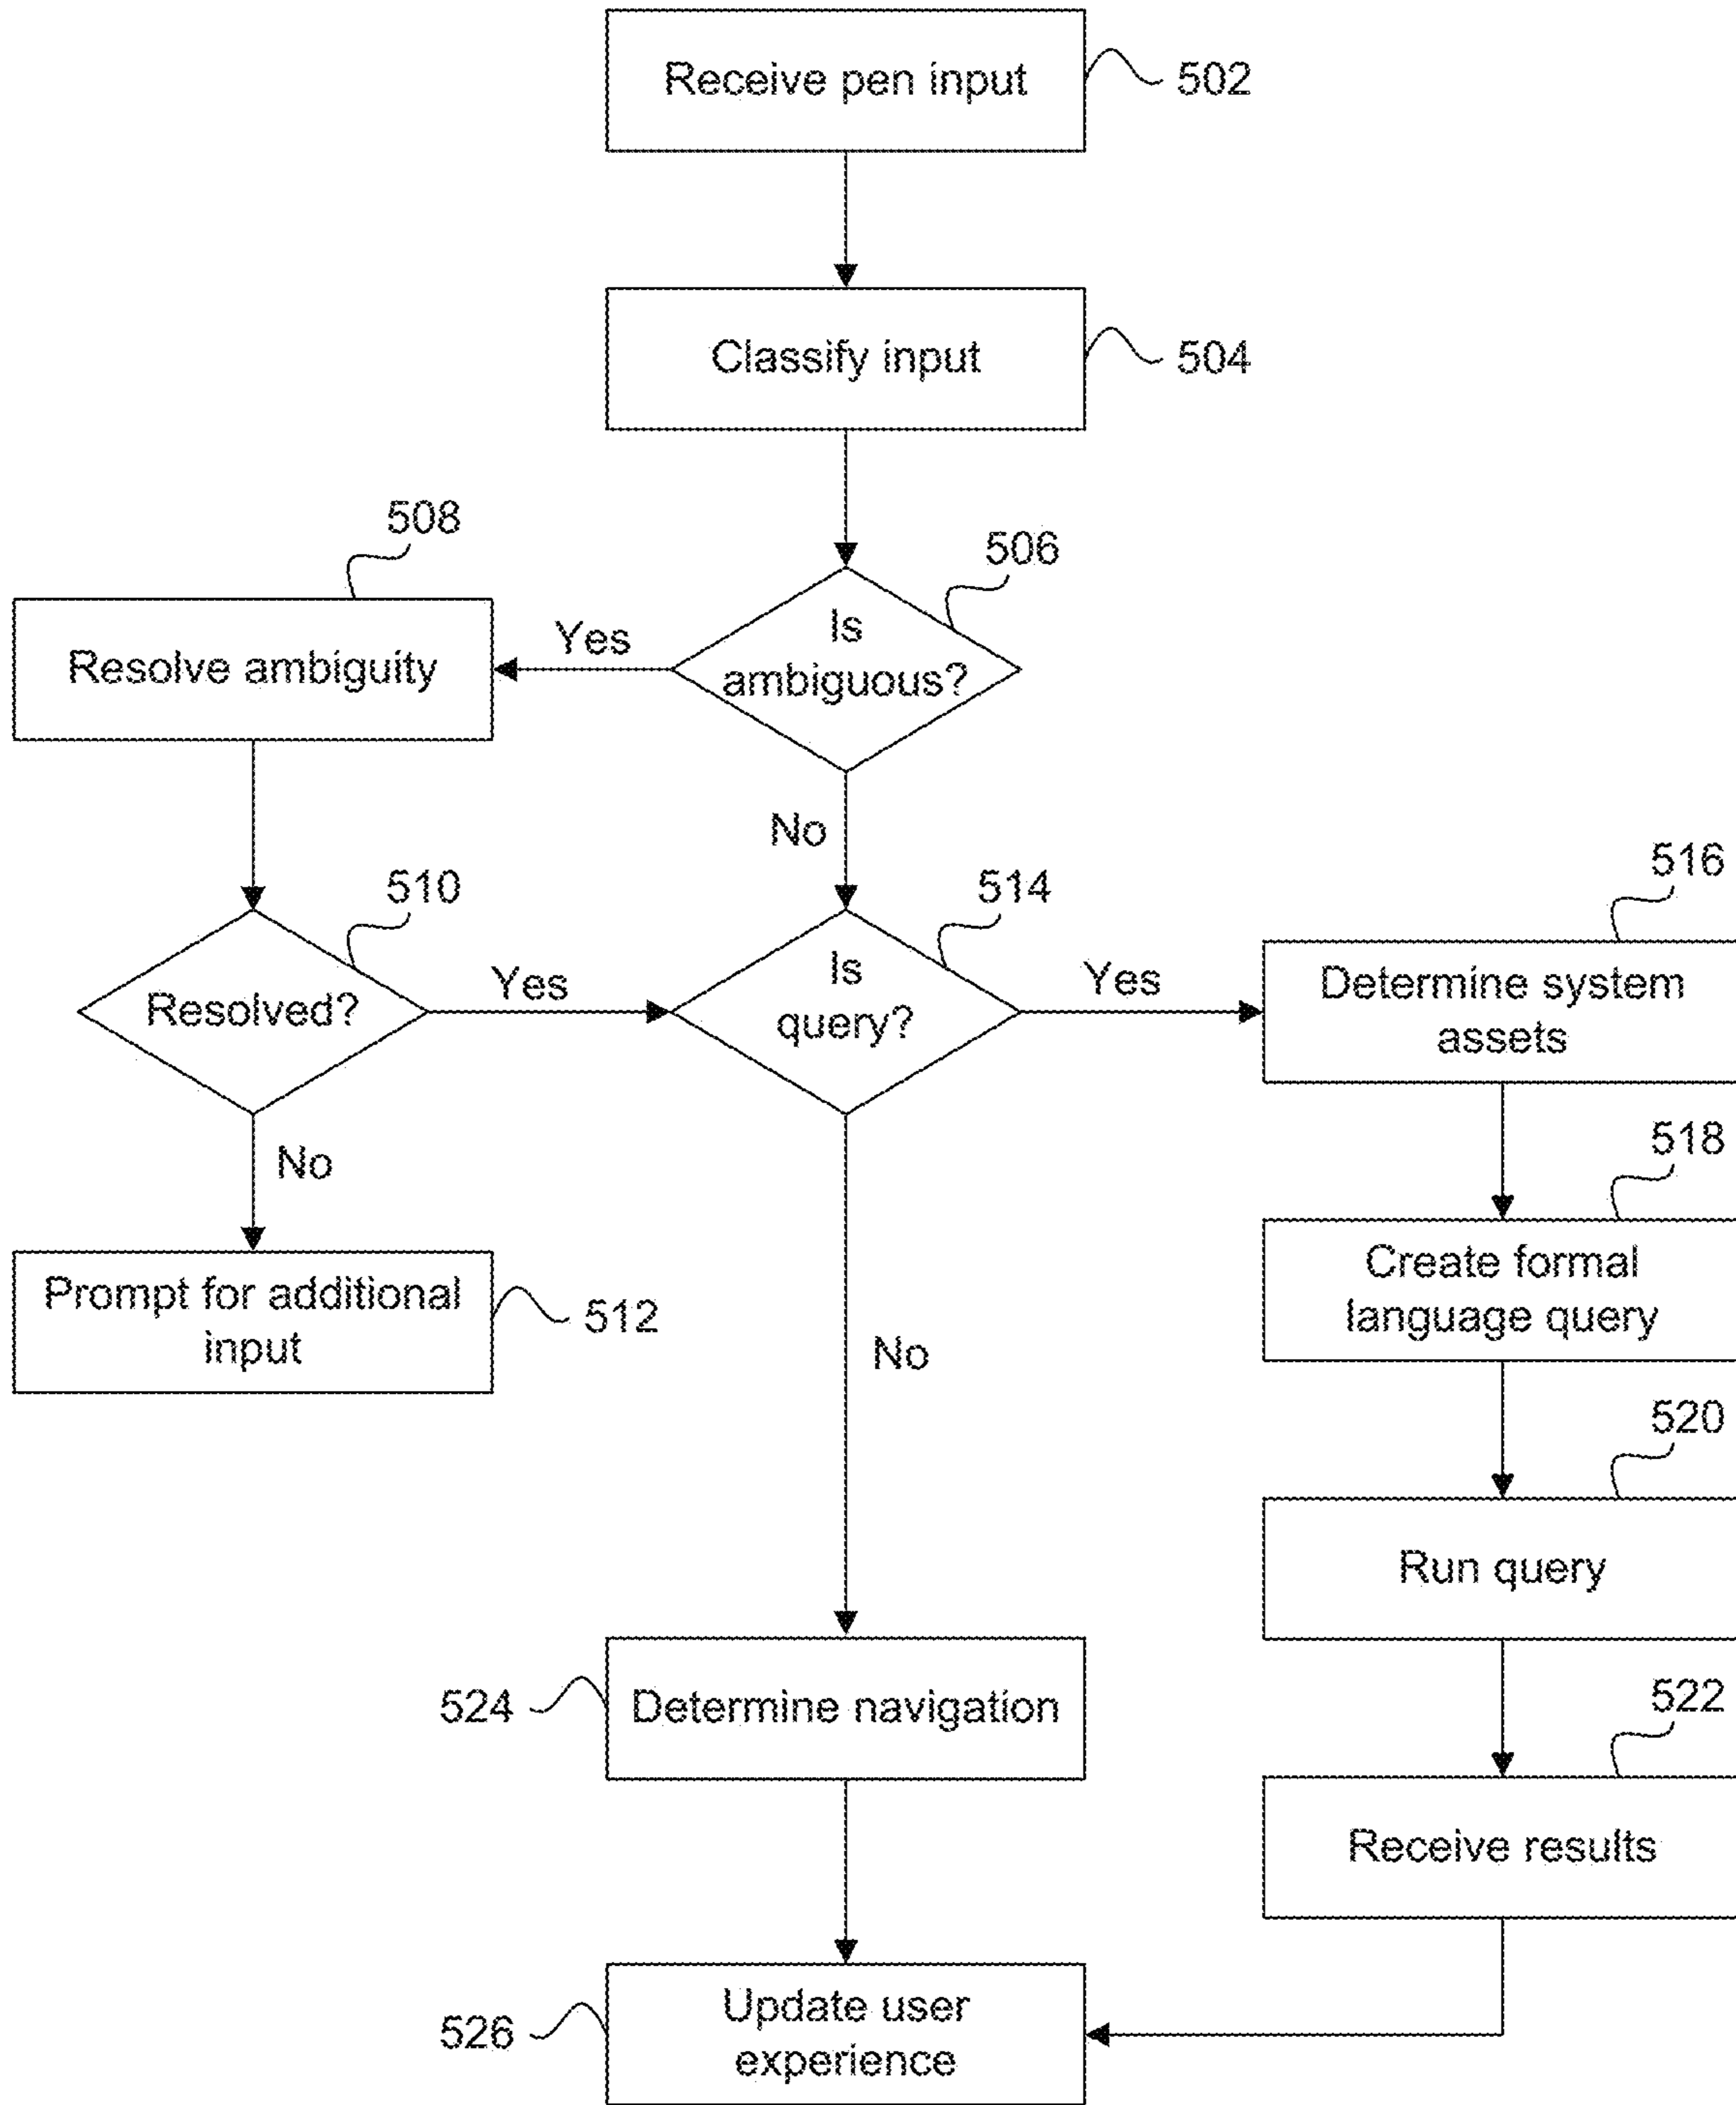 Receive pen input
502
Classify input
504
508
506
Resolve ambiguity
Yes
Is
ambiguous?
No
510
514
516
Resolved?
Yes
Is
query?
Yes
Determine system
assets
No
518
Prompt for additional
input
512
Create formal
language query
No
520
Run query
524
Determine navigation
522
Receive results
526
Update user
experience